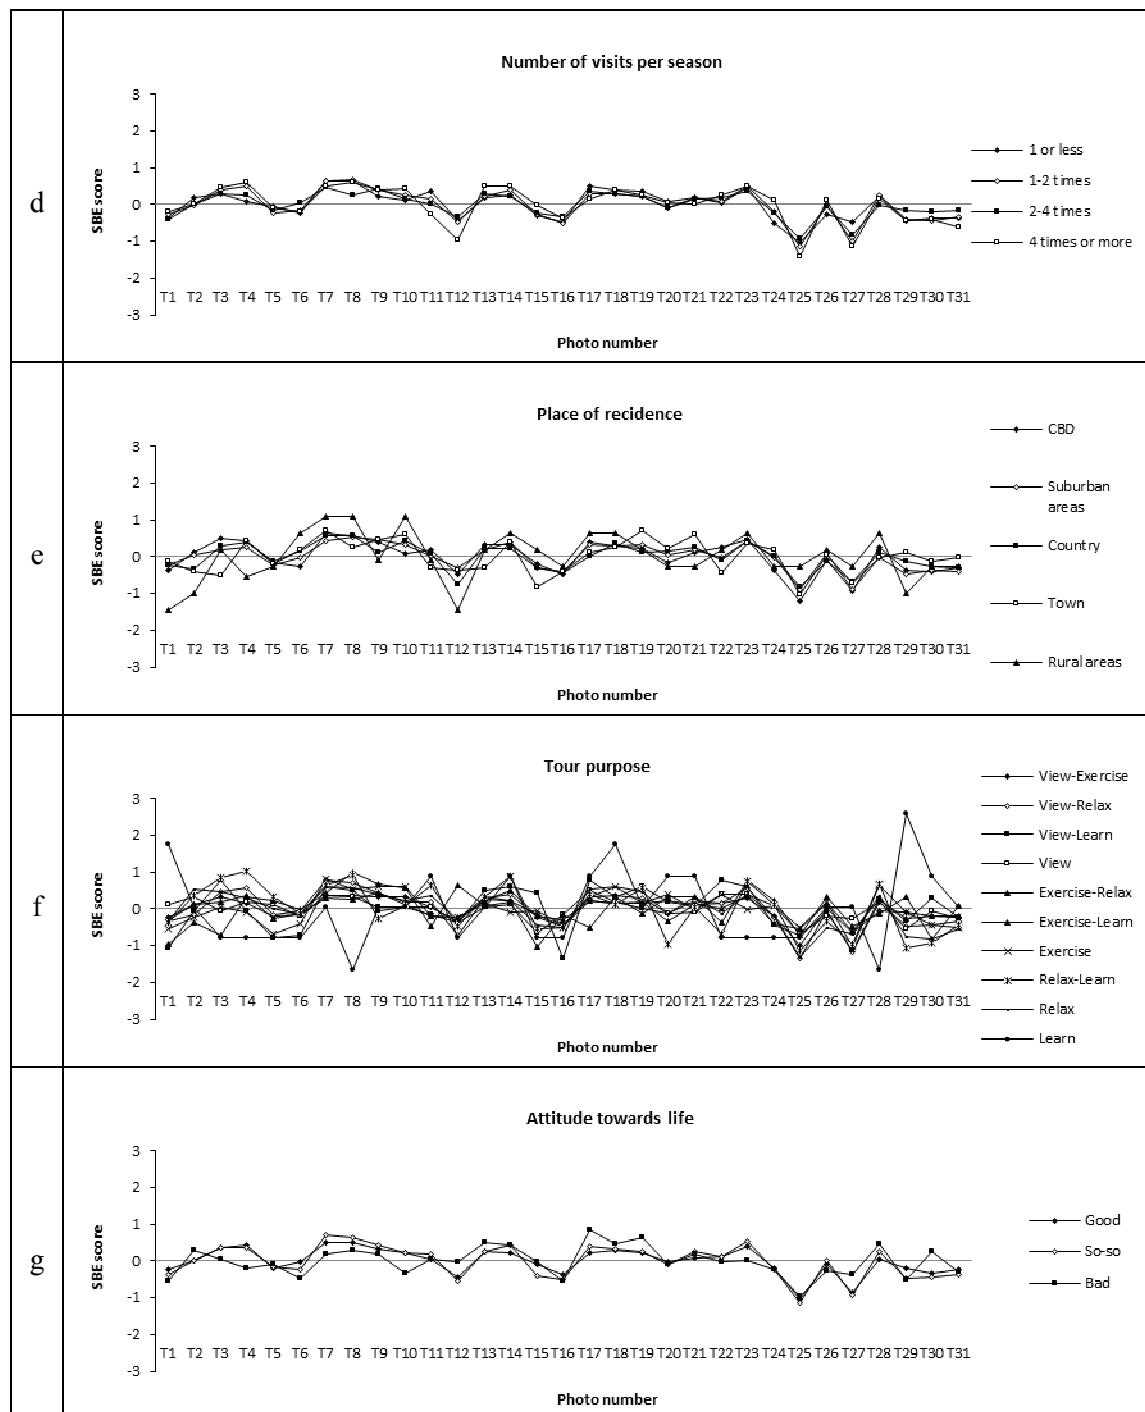 d
Number of visits per season
SBE score
3
2
1
0
-1
-2
-3
T1 T2 T3 T4 T5 T6 T7 T8 T9 T10 T11 T12 T13 T14 T15 T16 T17 T18 T19 T20 T21 T22 T23 T24 T25 T26 T27 T28 T29 T30 T31
Photo number
1 or less
1-2 times
2-4 times
4 times or more
e
Place of recidence
SBE score
3
2
1
0
-1
-2
-3
T1 T2 T3 T4 T5 T6 T7 T8 T9 T10 T11 T12 T13 T14 T15 T16 T17 T18 T19 T20 T21 T22 T23 T24 T25 T26 T27 T28 T29 T30 T31
Photo number
CBD
Suburban
areas
Country
Town
Rural areas
f
Tour purpose
SBE score
3
2
1
0
-1
-2
-3
T1 T2 T3 T4 T5 T6 T7 T8 T9 T10 T11 T12 T13 T14 T15 T16 T17 T18 T19 T20 T21 T22 T23 T24 T25 T26 T27 T28 T29 T30 T31
Photo number
View-Exercise
View-Relax
View-Learn
View
Exercise-Relax
Exercise-Learn
Exercise
Relax-Learn
Relax
Learn
g
Attitude towards life
SBE score
3
2
1
0
-1
-2
-3
T1 T2 T3 T4 T5 T6 T7 T8 T9 T10 T11 T12 T13 T14 T15 T16 T17 T18 T19 T20 T21 T22 T23 T24 T25 T26 T27 T28 T29 T30 T31
Photo number
Good
So-so
Bad